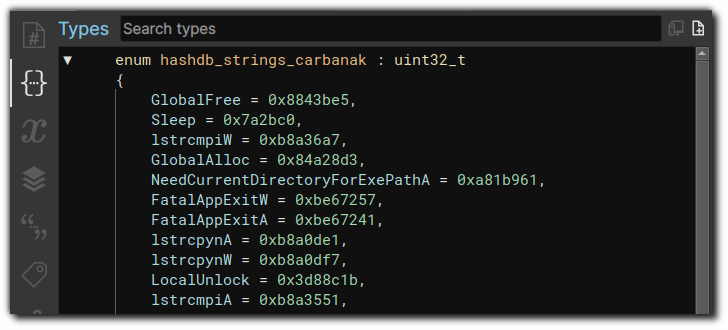 Types Search types
▼ enum hashdb_strings_carbanak : uint32_t
{
GlobalFree = 0x8843be5,
Sleep = 0x7a2bc0,
lstrcmpiW = 0xb8a36a7,
GlobalAlloc = 0x84a28d3,
NeedCurrentDirectoryForExePathA = 0xa81b961,
FatalAppExitW = 0xbe67257,
FatalAppExitA = 0xbe67241,
lstrcpynA = 0xb8a0de1,
lstrcpynW = 0xb8a0df7,
LocalUnlock = 0x3d88c1b,
lstrcmpiA = 0xb8a3551,